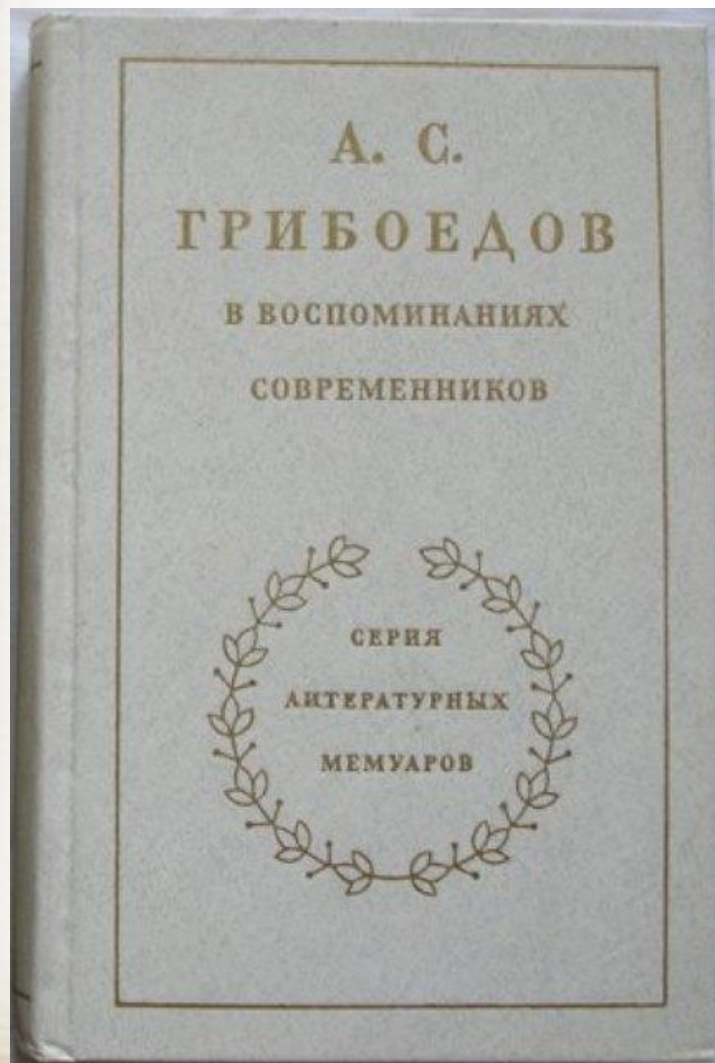 А. С.
ГРИБОЕДОВ
В ВОСПОМИНАНИЯХ
СОВРЕМЕННИКОВ
СЕРИЯ
ЛИТЕРАТУРНЫХ
МЕМУАРОВ